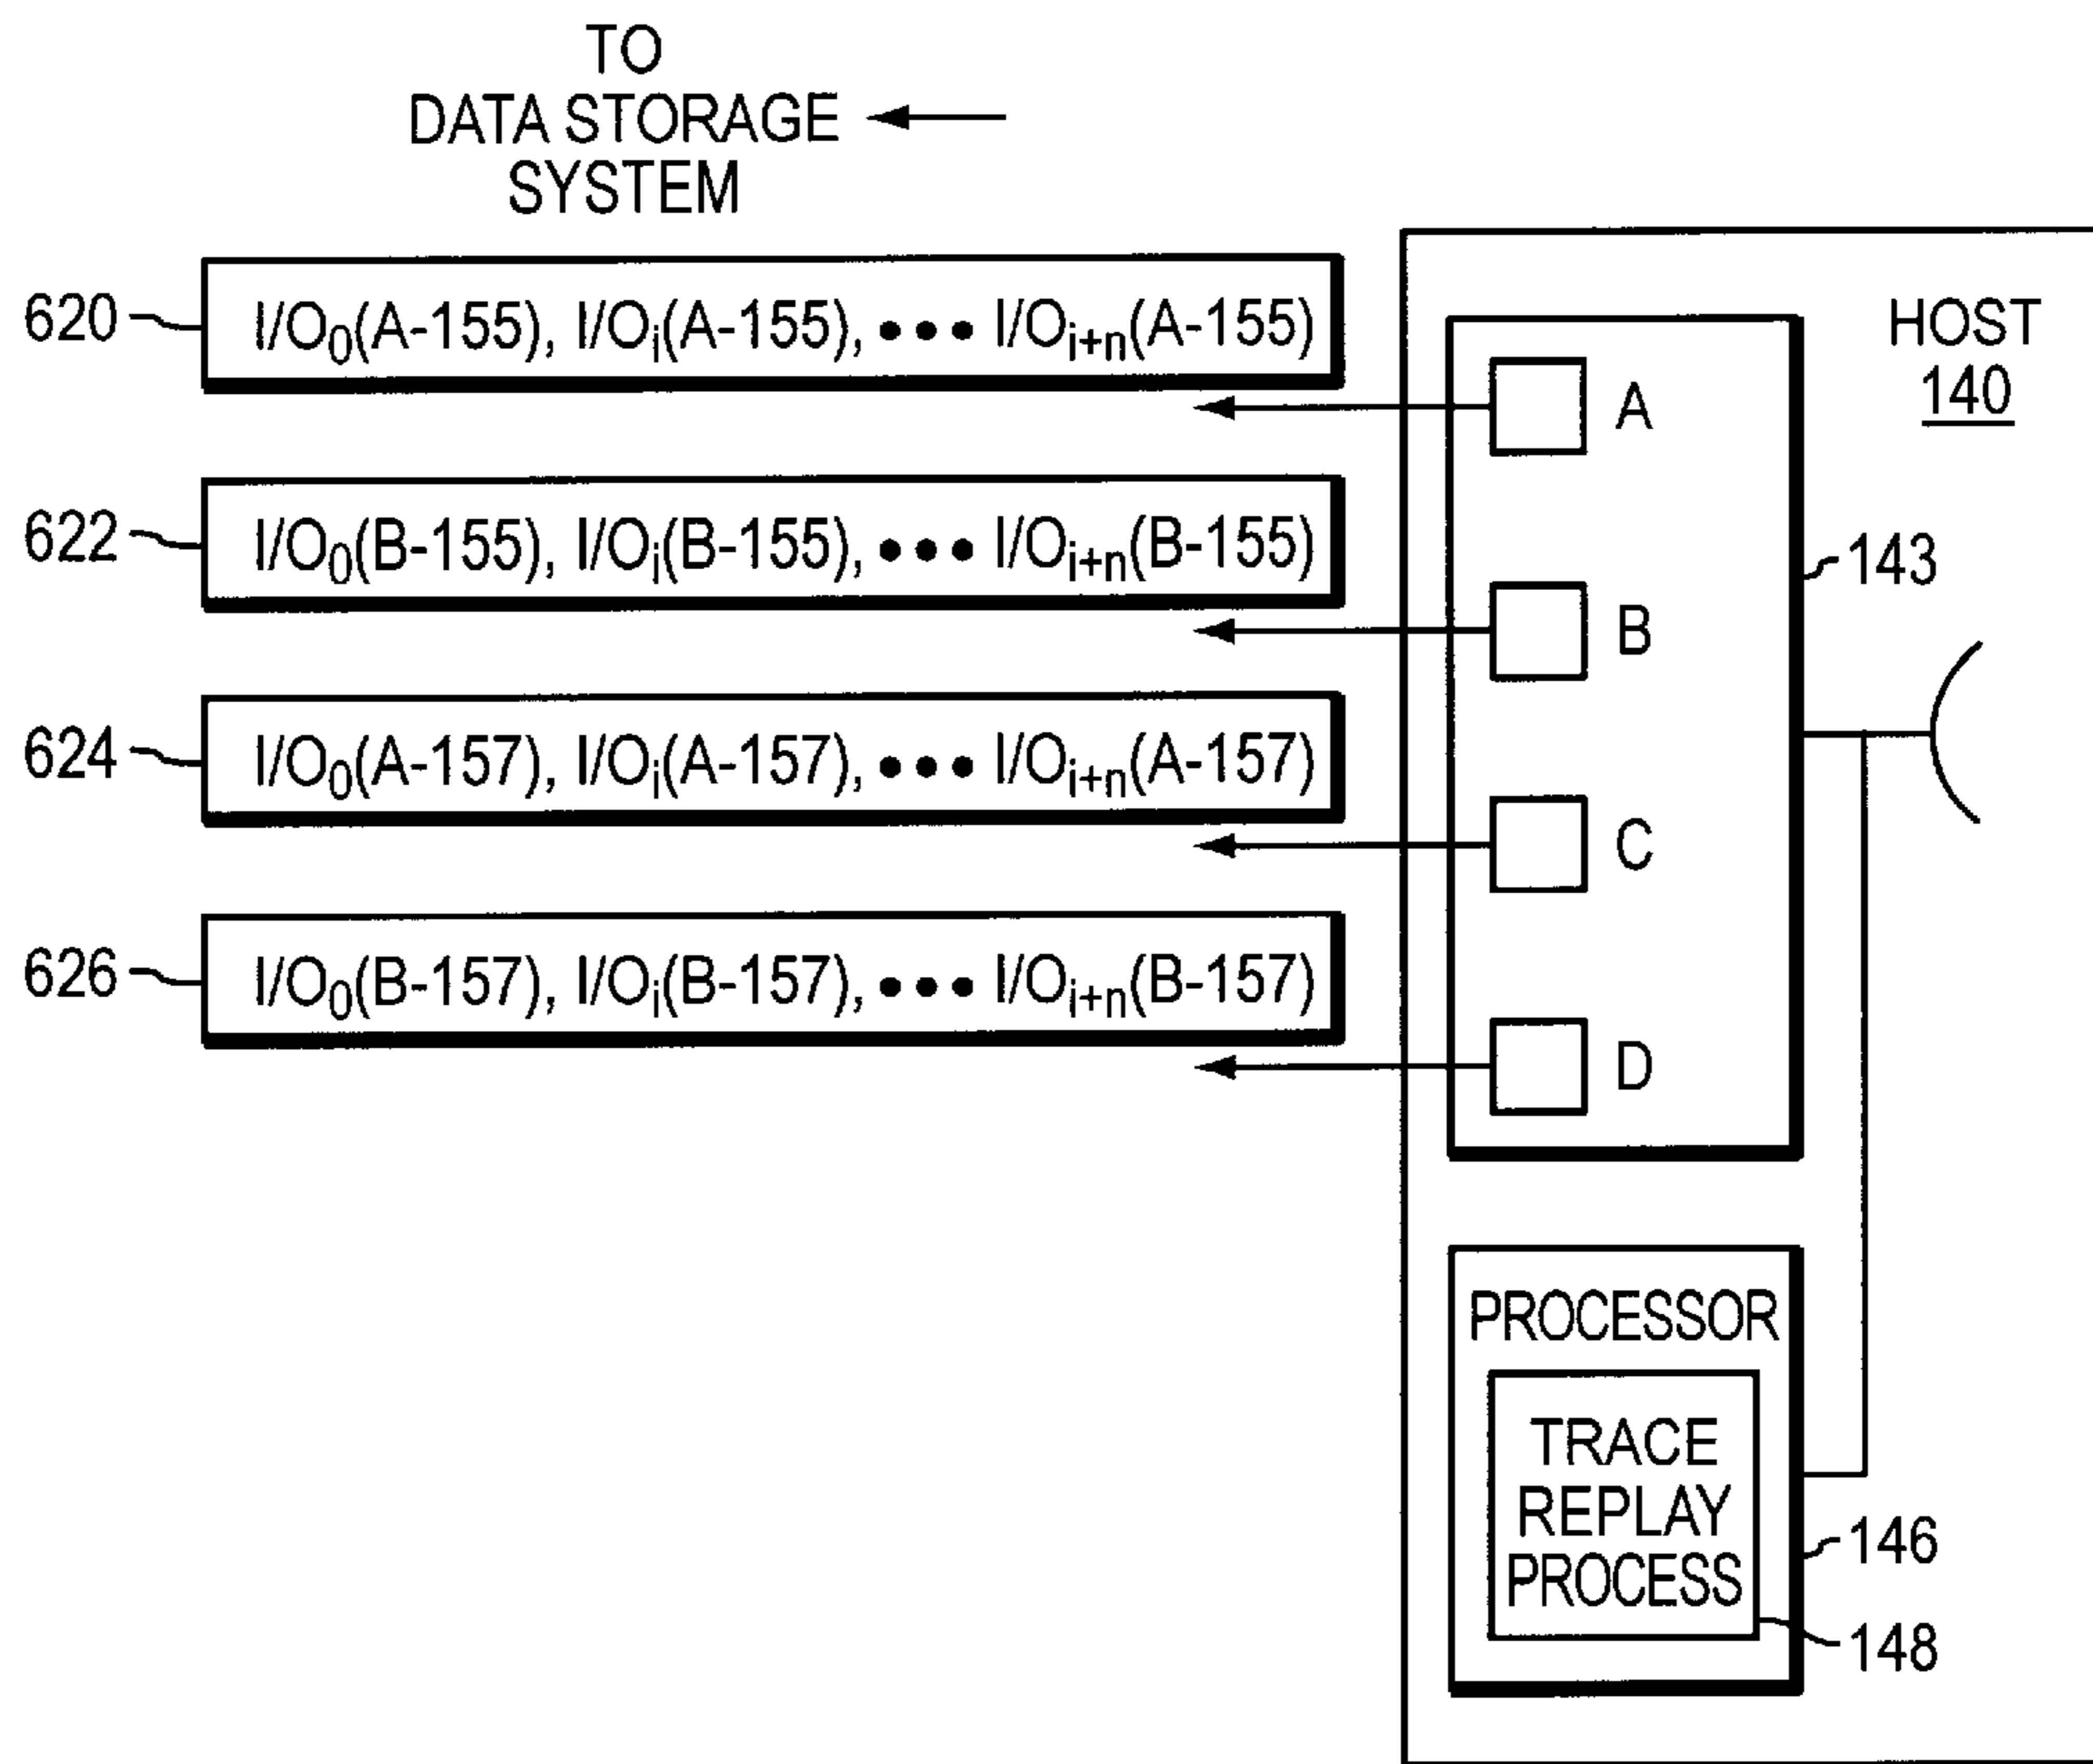 TO
DATA STORAGE
SYSTEM
620
I/O₀(A-155), I/Oᵢ(A-155), ••• I/Oᵢ₊ₙ(A-155)
HOST
140
A
622
I/O₀(B-155), I/Oᵢ(B-155), ••• I/Oᵢ₊ₙ(B-155)
143
B
624
I/O₀(A-157), I/Oᵢ(A-157), ••• I/Oᵢ₊ₙ(A-157)
C
626
I/O₀(B-157), I/Oᵢ(B-157), ••• I/Oᵢ₊ₙ(B-157)
D
PROCESSOR
TRACE
REPLAY
PROCESS
146
148